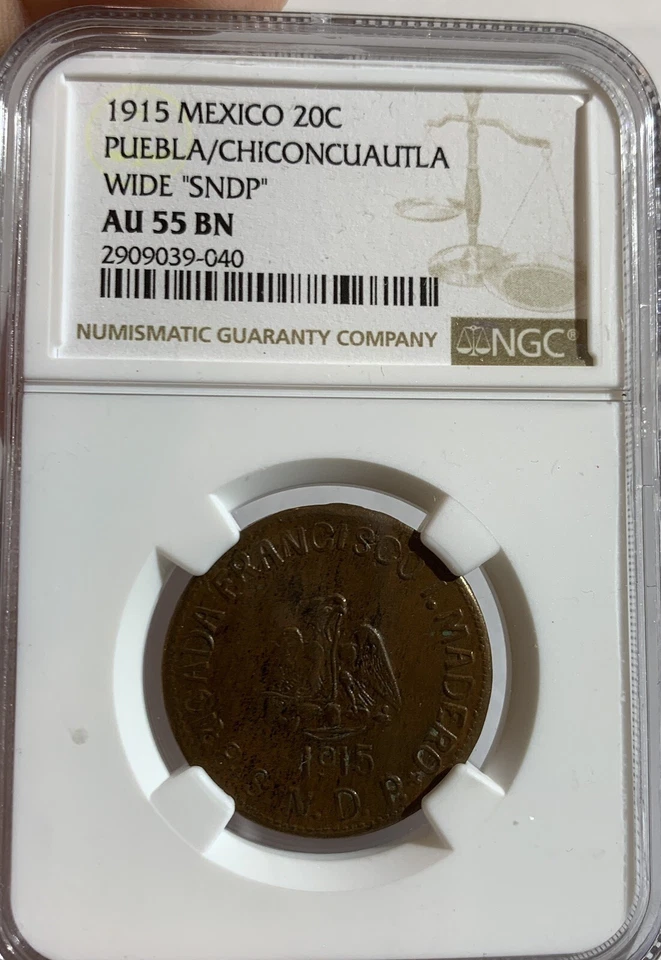 1915 MEXICO 20C
PUEBLA/CHICONCUAUTLA
WIDE "SNDP"
AU 55 BN
2909039-040
NUMISMATIC GUARANTY COMPANY NGC®
FRANCISCO I. MADERO
1915
S. N. D. P.